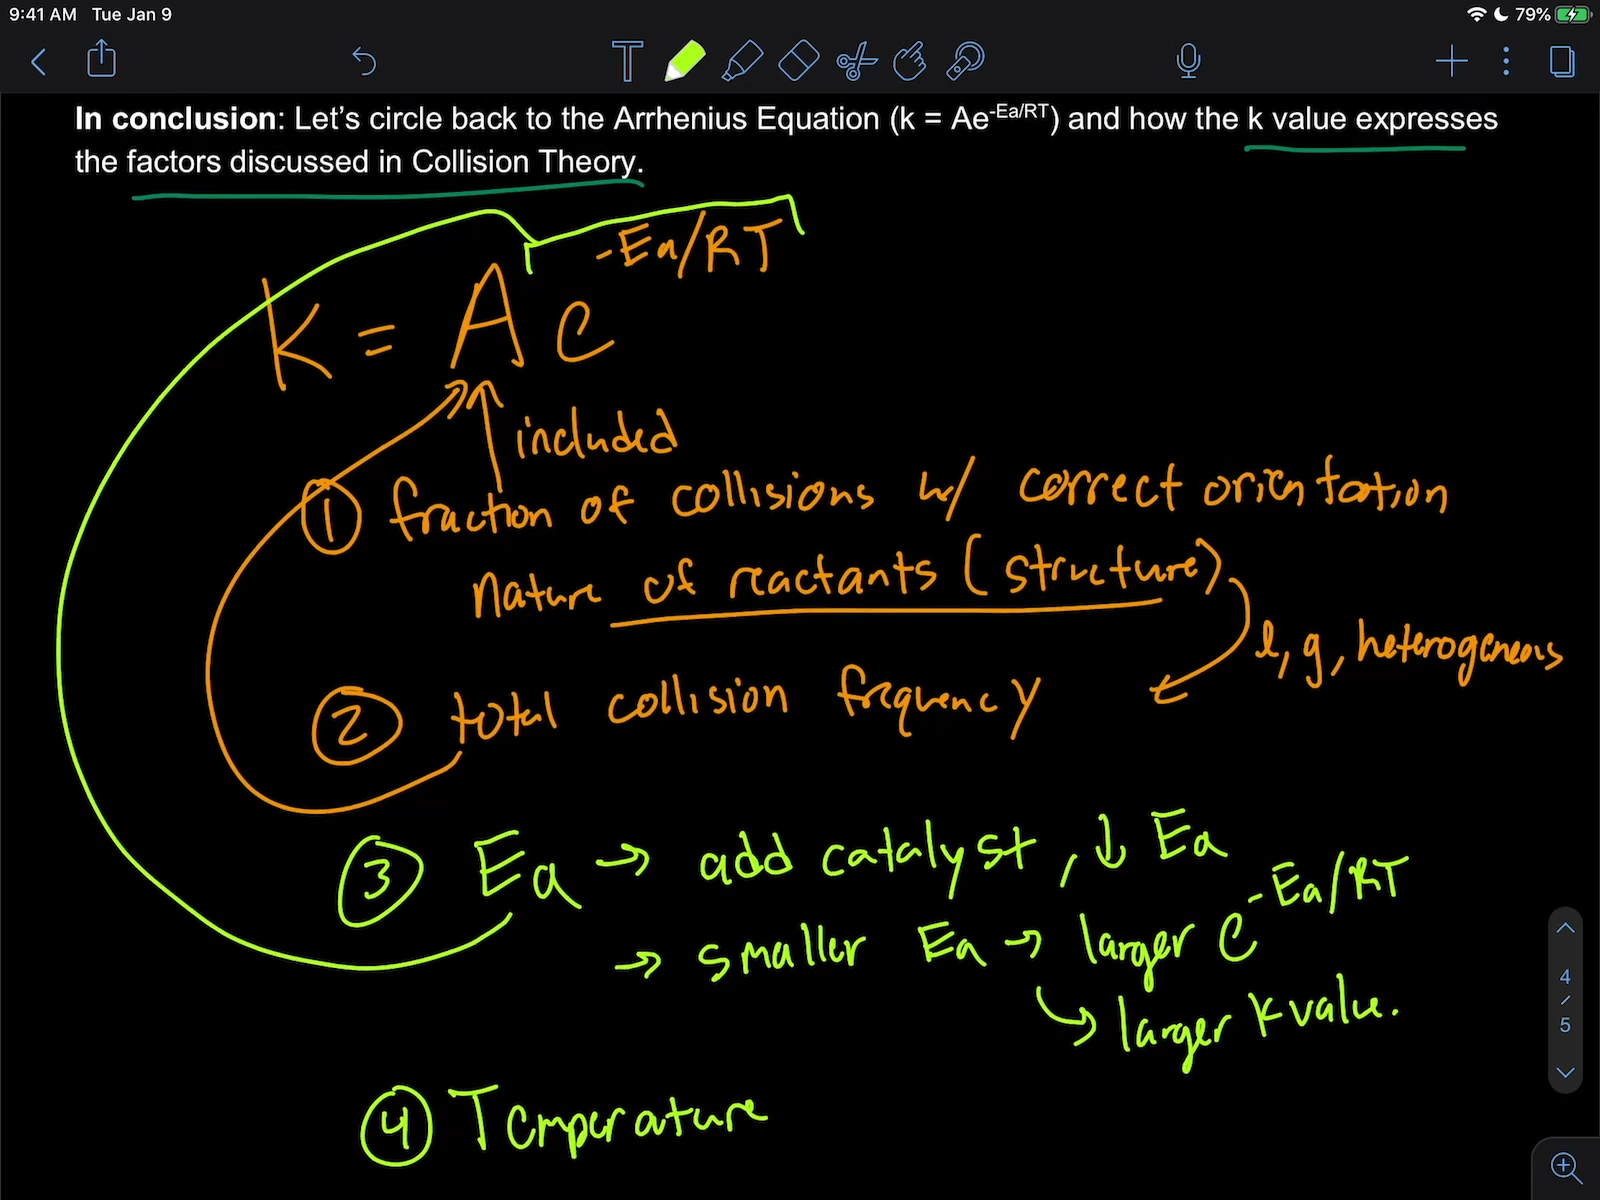 9:41 AM Tue Jan 9 79%
T
In conclusion: Let’s circle back to the Arrhenius Equation (k = Ae-Ea/RT) and how the k value expresses
the factors discussed in Collision Theory.
K = A e -Ea/RT
included
1 fraction of collisions w/ correct orientation
nature of reactants (structure)
l, g, heterogeneous
2 total collision frequency
3 Ea → add catalyst, ↓ Ea
→ smaller Ea → larger e -Ea/RT
↳ larger k value.
4 Temperature
4
/
5